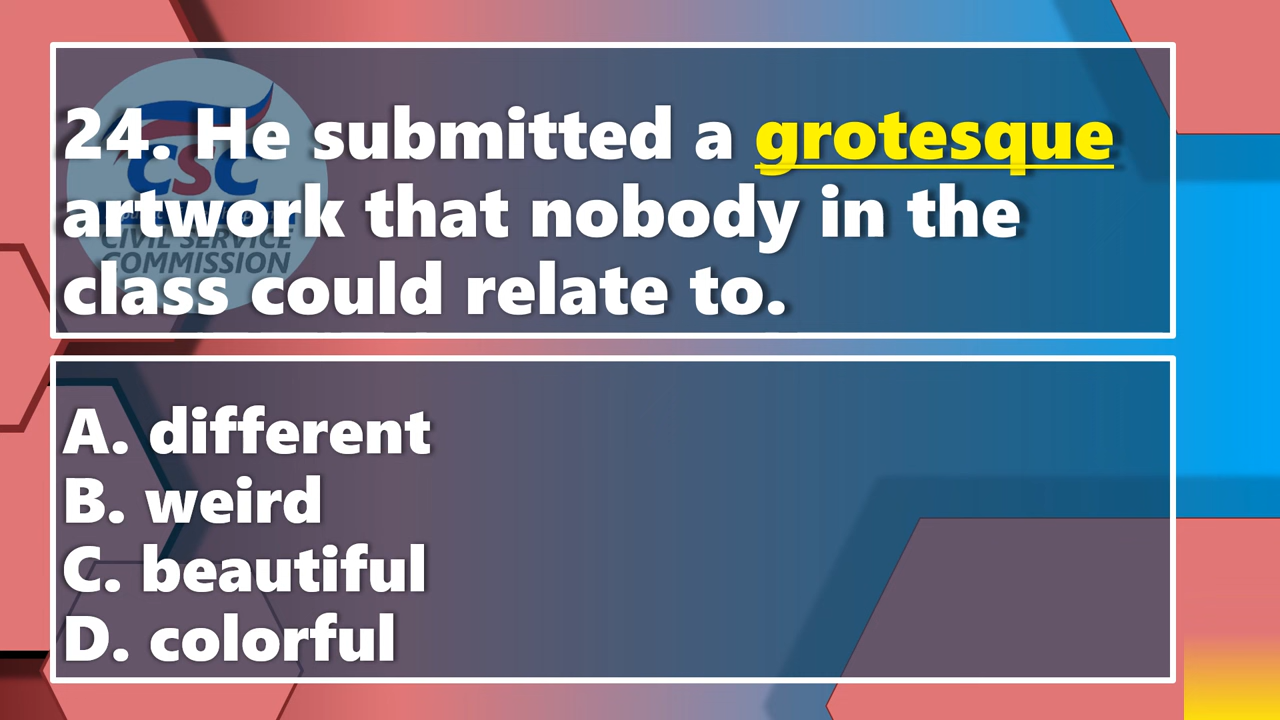 24. He submitted a grotesque
artwork that nobody in the
class could relate to.
CSC
CIVIL SERVICE
COMMISSION
A. different
B. weird
C. beautiful
D. colorful